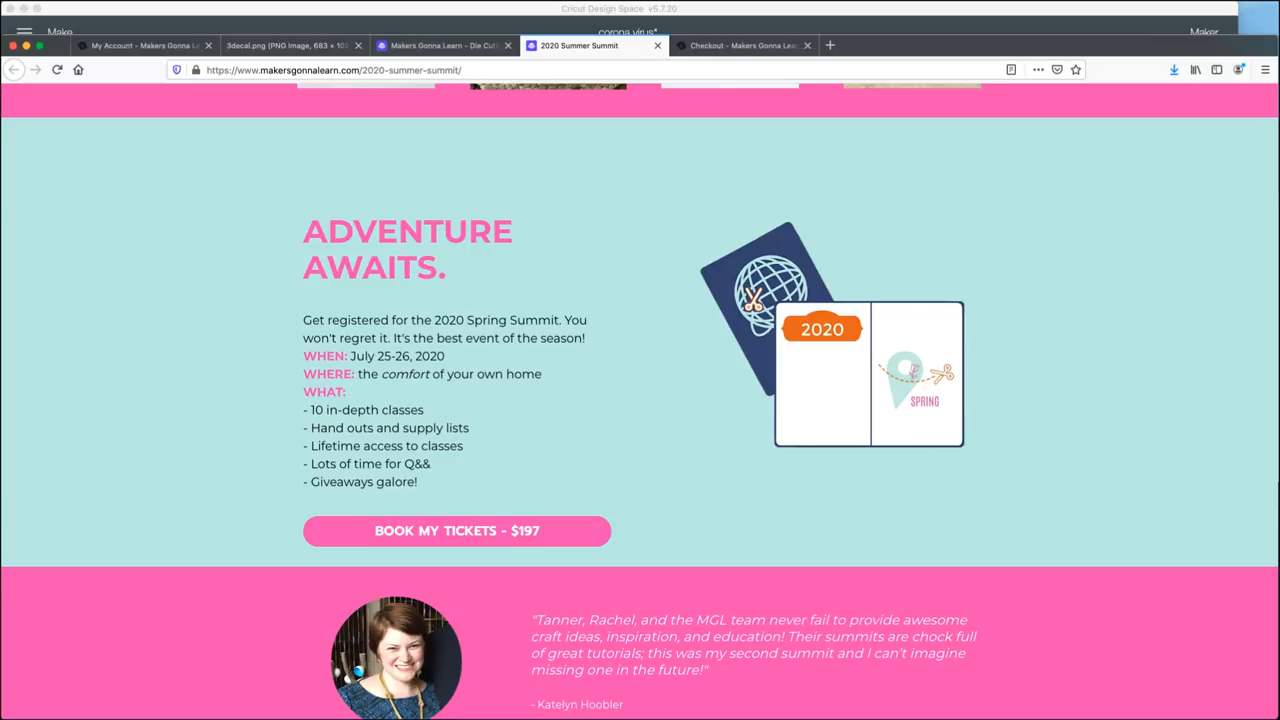 Cricut Design Space v5.7.20
Make
corona virus*
Maker
My Account - Makers Gonna L
3decal.png (PNG Image, 683 × 102
Makers Gonna Learn - Die Cutt
2020 Summer Summit
Checkout - Makers Gonna Lea
https://www.makersgonnalearn.com/2020-summer-summit/
ADVENTURE
AWAITS.
Get registered for the 2020 Spring Summit. You
won't regret it. It's the best event of the season!
WHEN: July 25-26, 2020
WHERE: the comfort of your own home
WHAT:
- 10 in-depth classes
- Hand outs and supply lists
- Lifetime access to classes
- Lots of time for Q&&
- Giveaways galore!
BOOK MY TICKETS - $197
2020
SPRING
"Tanner, Rachel, and the MGL team never fail to provide awesome
craft ideas, inspiration, and education! Their summits are chock full
of great tutorials; this was my second summit and I can't imagine
missing one in the future!"
- Katelyn Hoobler